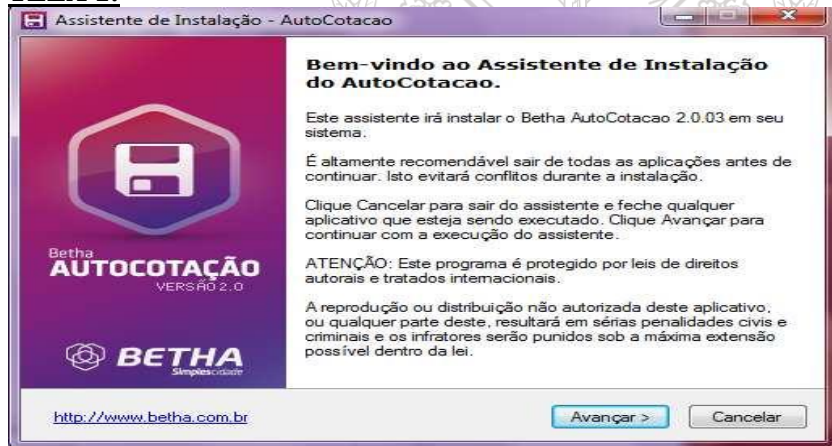 Assistente de Instalação - AutoCotacao
Bem-vindo ao Assistente de Instalação
do AutoCotacao.
Este assistente irá instalar o Betha AutoCotacao 2.0.03 em seu
sistema.
É altamente recomendável sair de todas as aplicações antes de
continuar. Isto evitará conflitos durante a instalação.
Clique Cancelar para sair do assistente e feche qualquer
aplicativo que esteja sendo executado. Clique Avançar para
continuar com a execução do assistente.
ATENÇÃO: Este programa é protegido por leis de direitos
autorais e tratados internacionais.
A reprodução ou distribuição não autorizada deste aplicativo,
ou qualquer parte deste, resultará em sérias penalidades civis e
criminais e os infratores serão punidos sob a máxima extensão
possível dentro da lei.
Betha
AUTOCOTAÇÃO
VERSÃO 2.0
BETHA
Simplescidade
http://www.betha.com.br
Avançar >
Cancelar